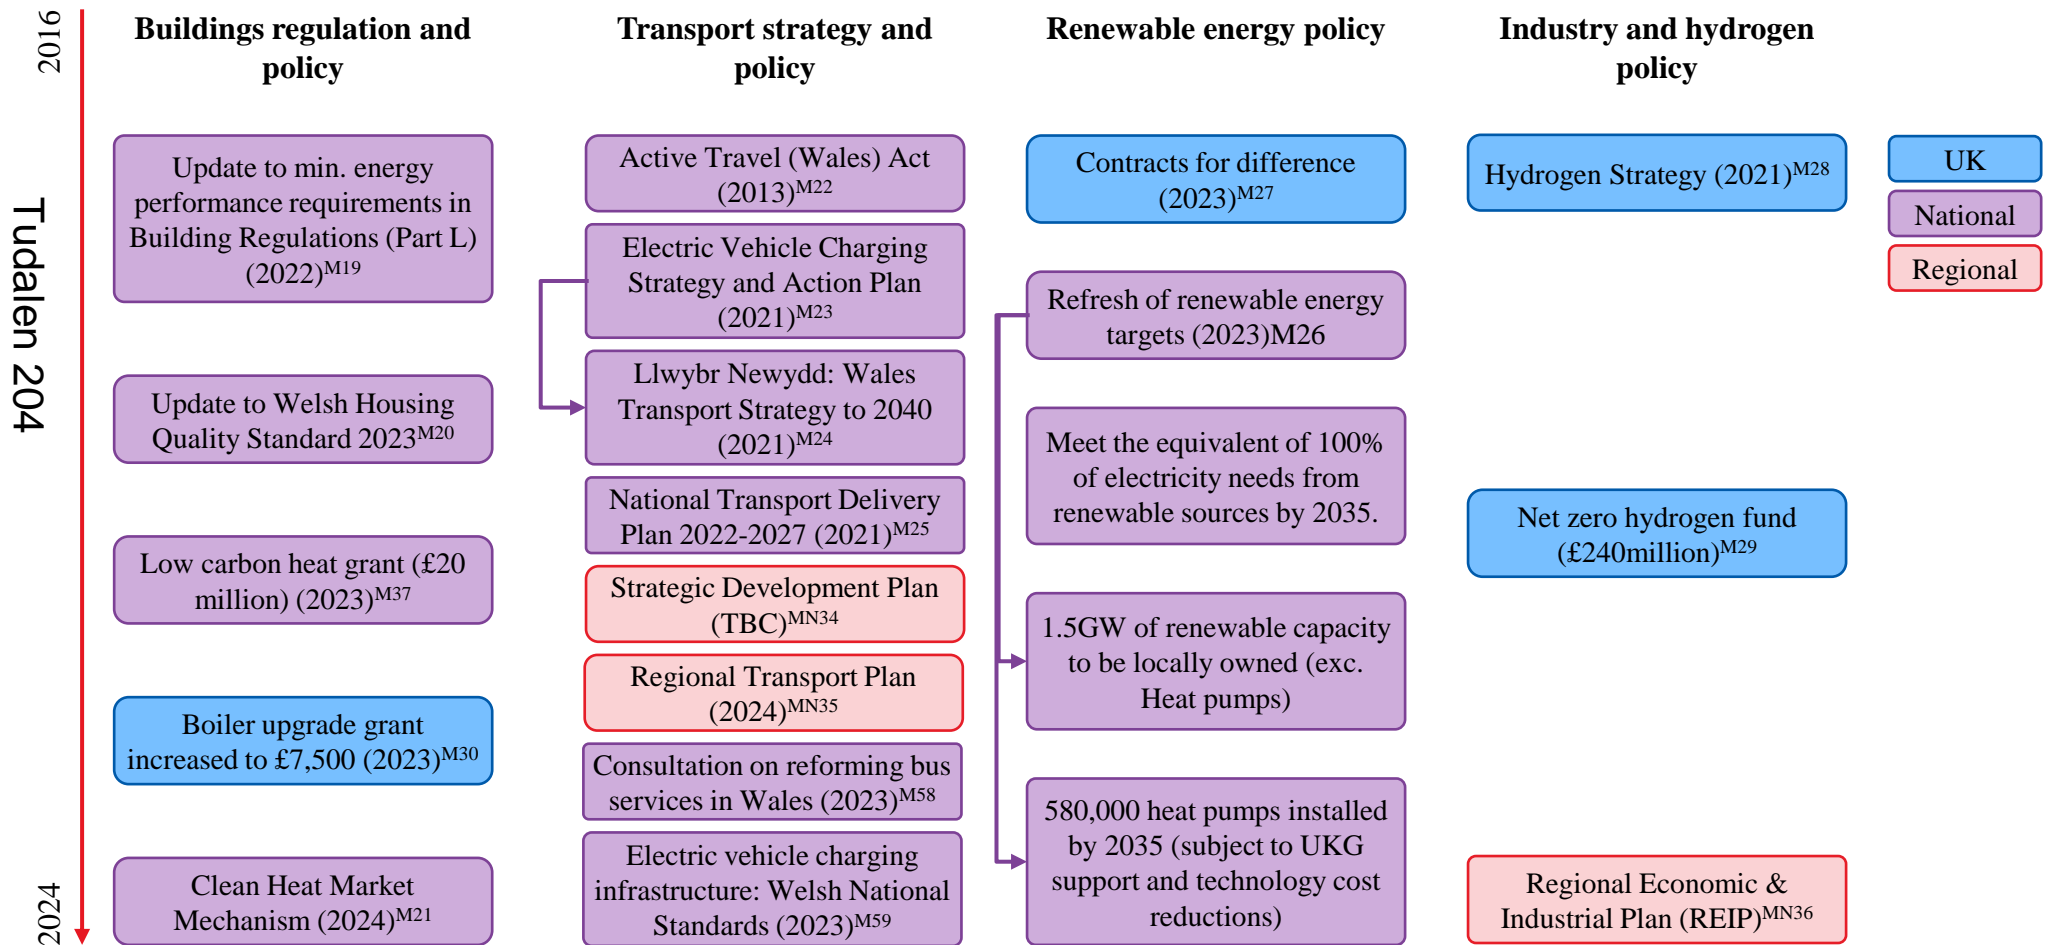 2016
2024
Tudalen 204
Buildings regulation and
policy
Update to min. energy
performance requirements in
Building Regulations (Part L)
(2022)M19
Update to Welsh Housing
Quality Standard 2023M20
Low carbon heat grant (£20
million) (2023)M37
Boiler upgrade grant
increased to £7,500 (2023)M30
Clean Heat Market
Mechanism (2024)M21
Transport strategy and
policy
Active Travel (Wales) Act
(2013)M22
Electric Vehicle Charging
Strategy and Action Plan
(2021)M23
Llwybr Newydd: Wales
Transport Strategy to 2040
(2021)M24
National Transport Delivery
Plan 2022-2027 (2021)M25
Strategic Development Plan
(TBC)MN34
Regional Transport Plan
(2024)MN35
Consultation on reforming bus
services in Wales (2023)M58
Electric vehicle charging
infrastructure: Welsh National
Standards (2023)M59
Renewable energy policy
Contracts for difference
(2023)M27
Refresh of renewable energy
targets (2023)M26
Meet the equivalent of 100%
of electricity needs from
renewable sources by 2035.
1.5GW of renewable capacity
to be locally owned (exc.
Heat pumps)
580,000 heat pumps installed
by 2035 (subject to UKG
support and technology cost
reductions)
Industry and hydrogen
policy
Hydrogen Strategy (2021)M28
Net zero hydrogen fund
(£240million)M29
Regional Economic &
Industrial Plan (REIP)MN36
UK
National
Regional